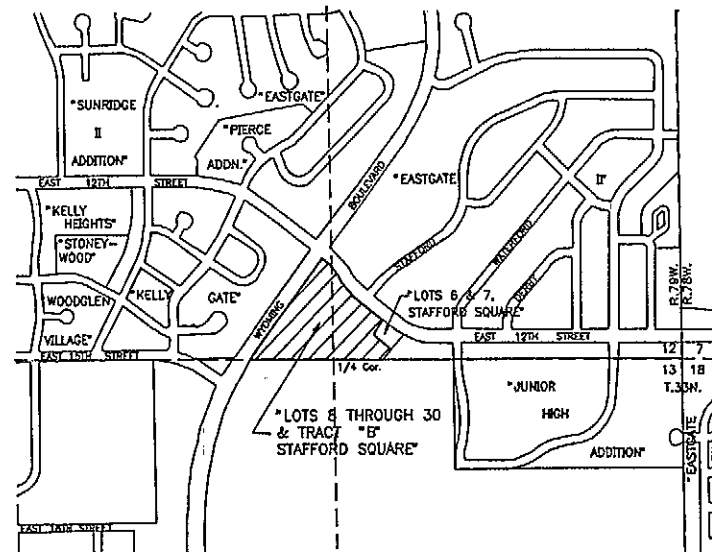 "EASTGATE"
"SUNRIDGE
II
ADDITION"
"PIERCE
ADDN."
EAST 12TH STREET
BOULEVARD
"EASTGATE
II"
"KELLY
HEIGHTS"
"STONEY-
WOOD"
STAFFORD
WATERFORD
DERBY
R.79W.
R.78W.
"WOODGLEN
VILLAGE"
"KELLY
GATE"
WYOMING
"LOTS 6 & 7,
STAFFORD SQUARE"
EAST 12TH STREET
EAST 15TH STREET
12 7
1/4 Cor.
13 18
T.33N.
"JUNIOR
HIGH
ADDITION"
"LOTS 8 THROUGH 30
& TRACT "B"
STAFFORD SQUARE"
"EASTGATE
EAST 18TH STREET